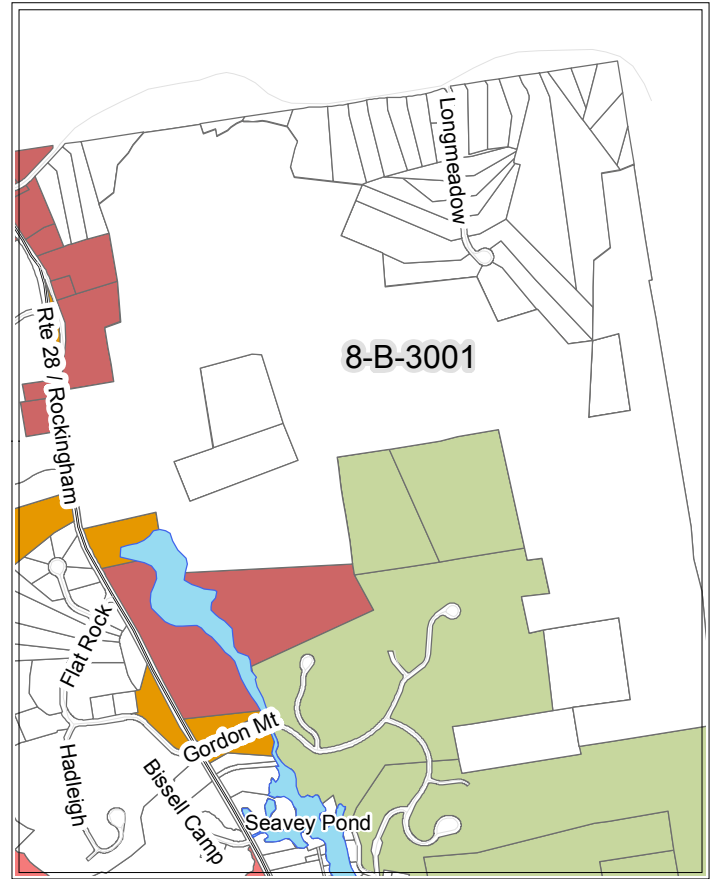 Longmeadow
8-B-3001
Rte 28 / Rockingham
Flat Rock
Gordon Mt
Hadleigh
Bissell Camp
Seavey Pond